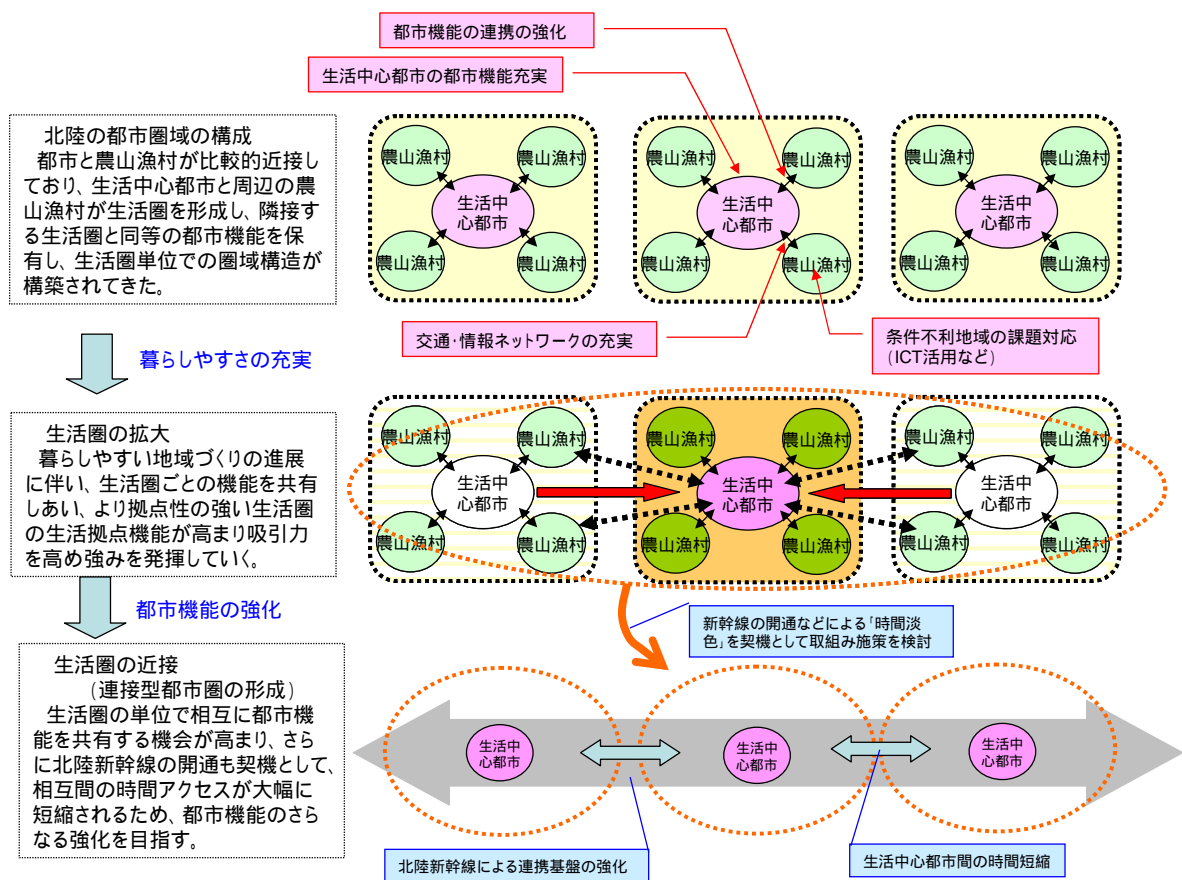 都市機能の連携の強化
生活中心都市の都市機能充実
北陸の都市圏域の構成
都市と農山漁村が比較的近接し
ており、生活中心都市と周辺の農
山漁村が生活圏を形成し、隣接す
る生活圏と同等の都市機能を保
有し、生活圏単位での圏域構造が
構築されてきた。
農山漁村
農山漁村
生活中
心都市
農山漁村
農山漁村
農山漁村
農山漁村
生活中
心都市
農山漁村
農山漁村
農山漁村
農山漁村
生活中
心都市
農山漁村
農山漁村
交通・情報ネットワークの充実
条件不利地域の課題対応
(ICT活用など)
暮らしやすさの充実
生活圏の拡大
暮らしやすい地域づくりの進展
に伴い、生活圏ごとの機能を共有
しあい、より拠点性の強い生活圏
の生活拠点機能が高まり吸引力
を高め強みを発揮していく。
農山漁村
農山漁村
生活中
心都市
農山漁村
農山漁村
農山漁村
農山漁村
生活中
心都市
農山漁村
農山漁村
農山漁村
農山漁村
生活中
心都市
農山漁村
農山漁村
都市機能の強化
新幹線の開通などによる「時間淡
色」を契機として取組み施策を検討
生活圏の近接
(連接型都市圏の形成)
生活圏の単位で相互に都市機
能を共有する機会が高まり、さら
に北陸新幹線の開通も契機として、
相互間の時間アクセスが大幅に
短縮されるため、都市機能のさら
なる強化を目指す。
生活中
心都市
生活中
心都市
生活中
心都市
北陸新幹線による連携基盤の強化
生活中心都市間の時間短縮